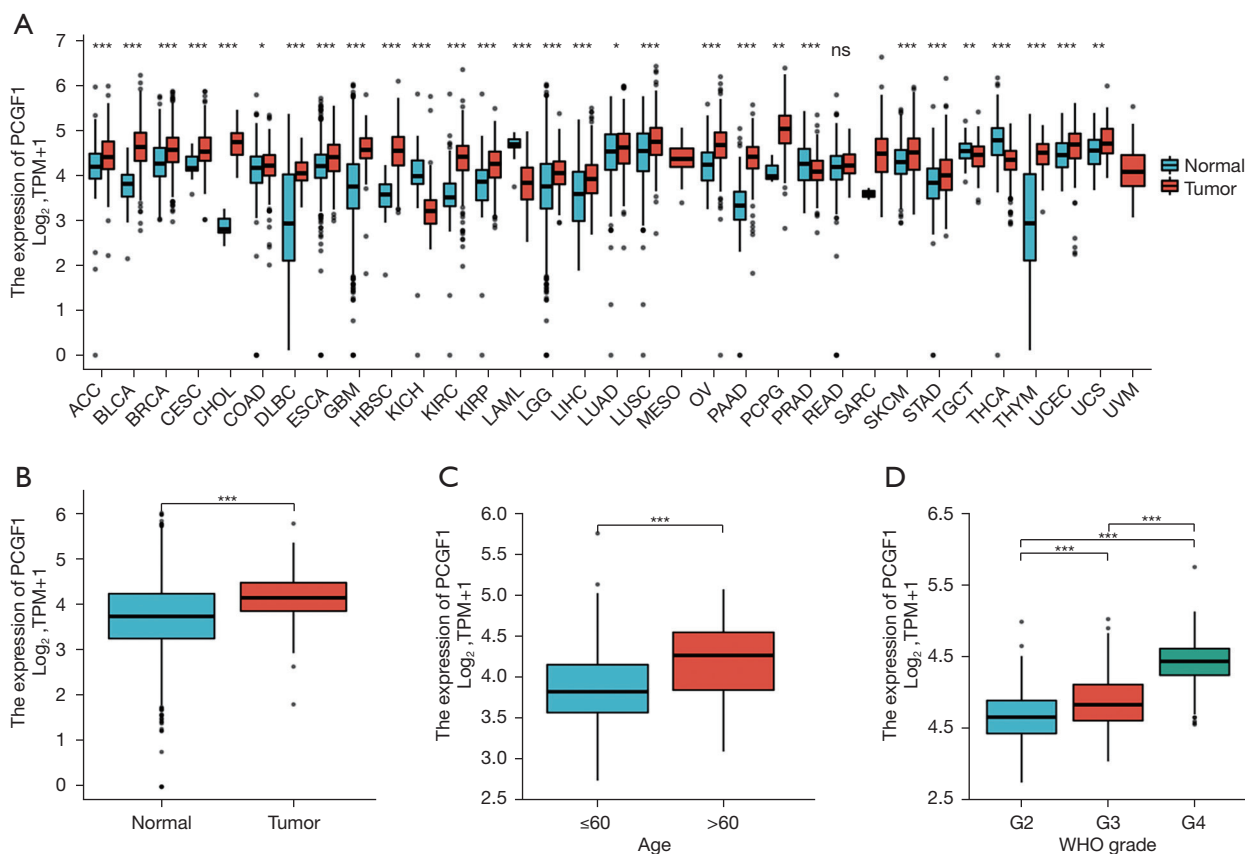 A
The expression of PCGF1
Log₂ ,TPM+1
7
6
5
4
3
2
1
0
*** *** *** *** *** * *** *** *** *** *** *** *** *** *** *** * *** *** *** ** *** ns *** *** ** *** *** *** **
ACC BLCA BRCA CESC CHOL COAD DLBC ESCA GBM HBSC KICH KIRC KIRP LAML LGG LIHC LUAD LUSC MESO OV PAAD PCPG PRAD READ SARC SKCM STAD TGCT THCA THYM UCEC UCS UVM
Normal
Tumor
B
The expression of PCGF1
Log₂ ,TPM+1
6
5
4
3
2
1
0
***
Normal Tumor
C
The expression of PCGF1
Log₂ ,TPM+1
6.0
5.5
5.0
4.5
4.0
3.5
3.0
2.5
***
≤60 >60
Age
D
The expression of PCGF1
Log₂ ,TPM+1
6.5
5.5
4.5
4.5
2.5
***
***
***
G2 G3 G4
WHO grade